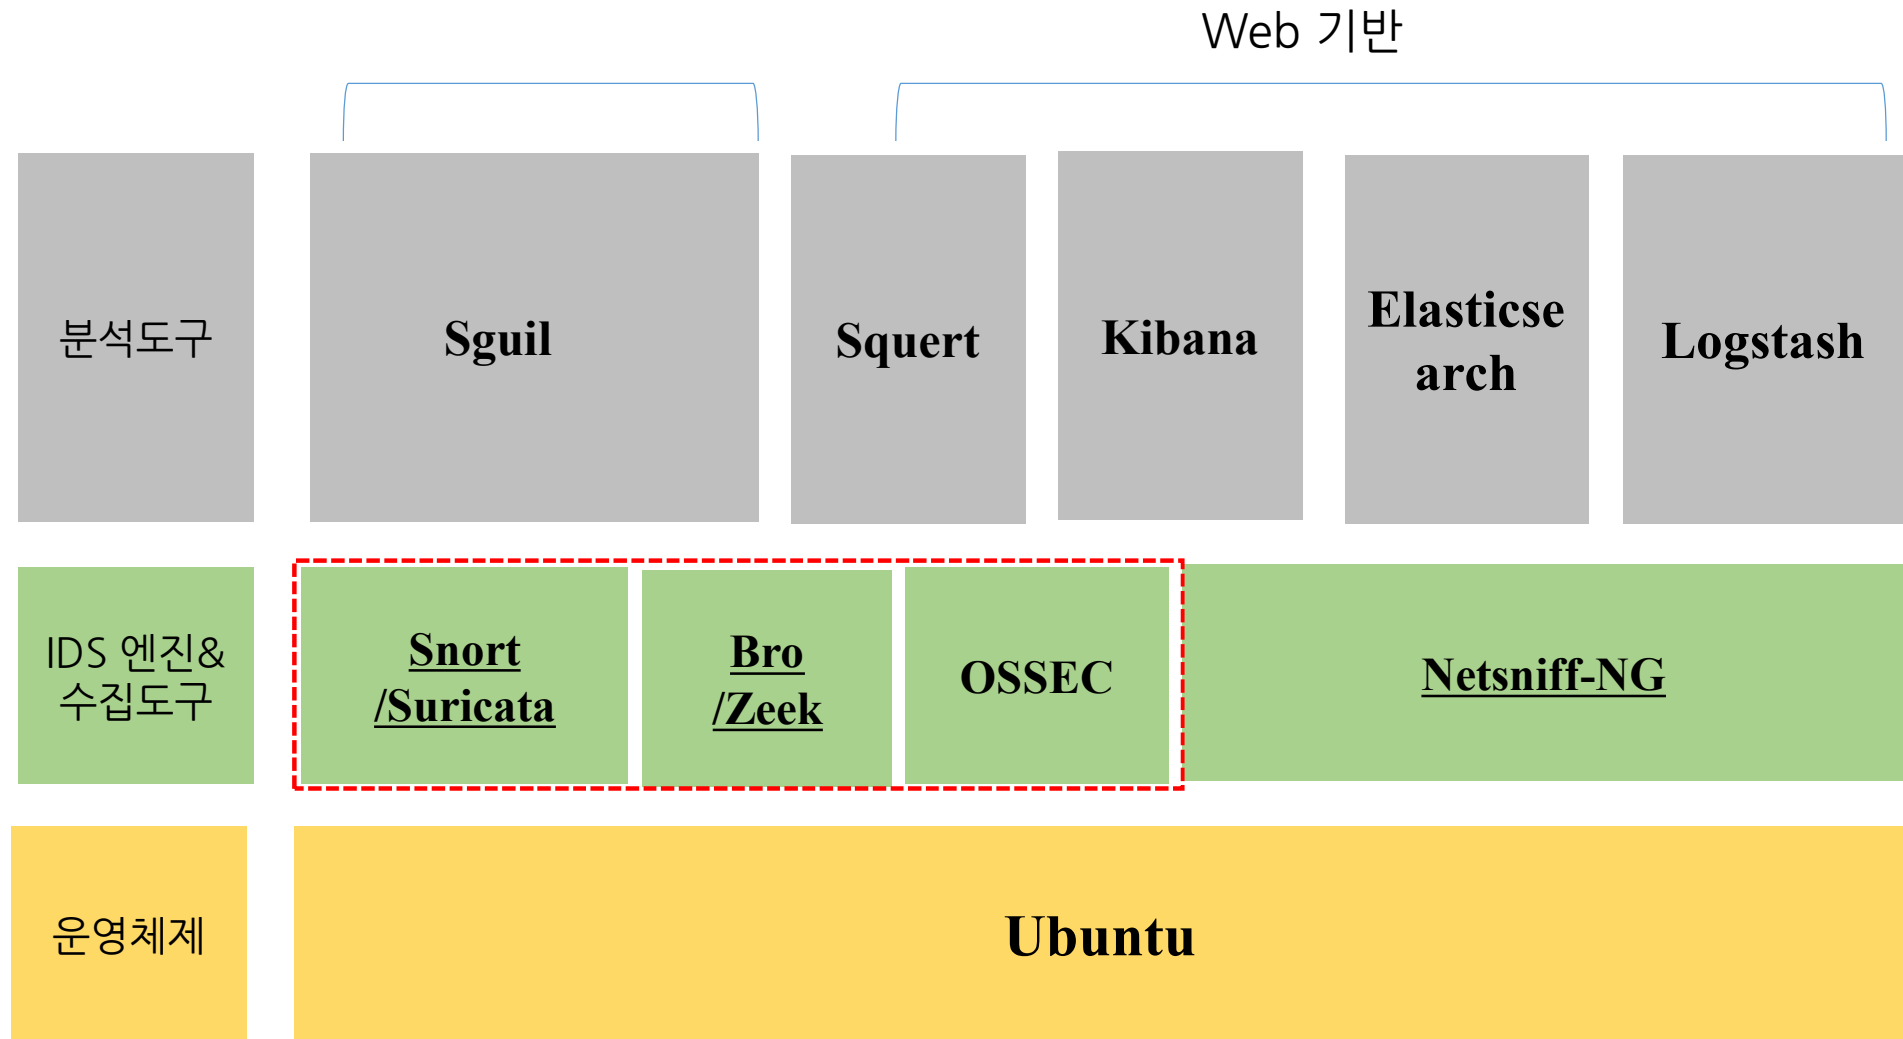 Web 기반
분석도구
Sguil
Squert
Kibana
Elasticse
arch
Logstash
IDS 엔진&
수집도구
Snort
/Suricata
Bro
/Zeek
OSSEC
Netsniff-NG
운영체제
Ubuntu